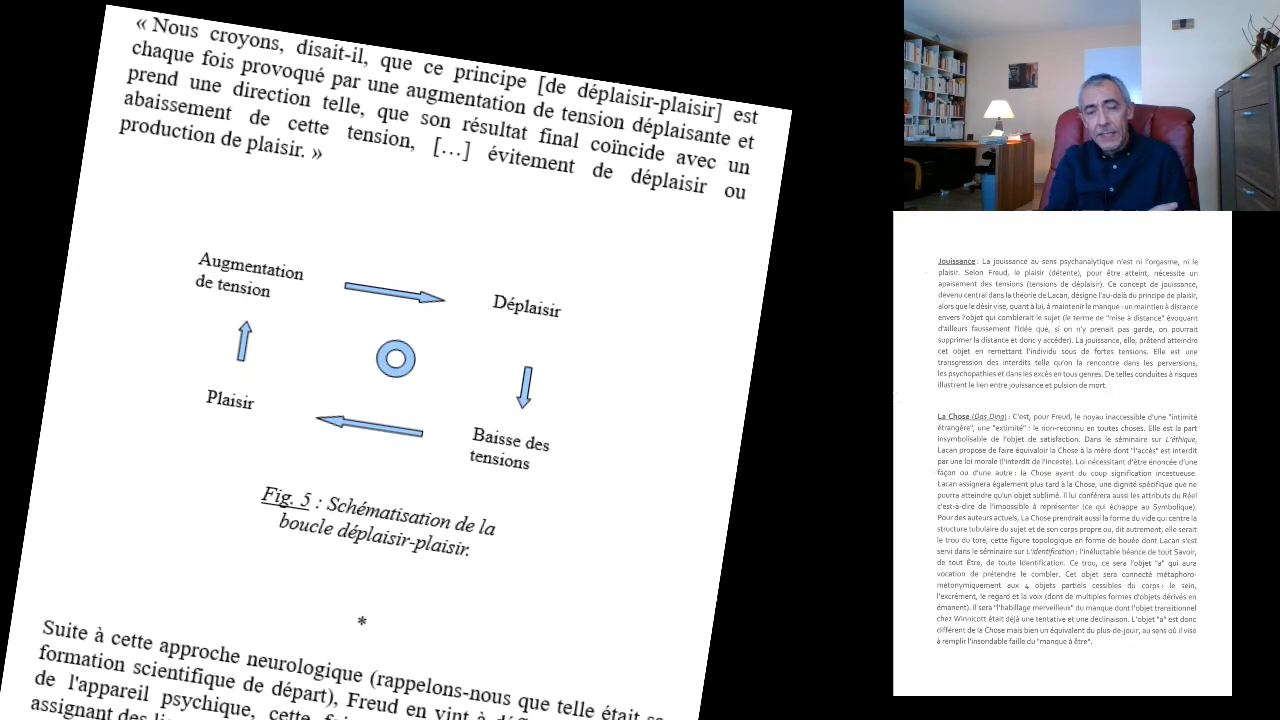 « Nous croyons, disait-il, que ce principe [de déplaisir-plaisir] est
chaque fois provoqué par une augmentation de tension déplaisante et
prend une direction telle, que son résultat final coïncide avec un
abaissement de cette tension, […] évitement de déplaisir ou
production de plaisir. »
Augmentation
de tension
Déplaisir
Plaisir
Baisse des
tensions
Fig. 5 : Schématisation de la
boucle déplaisir-plaisir.
*
Suite à cette approche neurologique (rappelons-nous que telle était sa
formation scientifique de départ), Freud en vint à
de l'appareil psychique, cette
assignant des
Jouissance : La jouissance au sens psychanalytique n'est ni l'orgasme, ni le
plaisir. Selon Freud, le plaisir (détente), pour être atteint, nécessite un
apaisement des tensions (tensions de déplaisir). Ce concept de jouissance,
devenu central dans la théorie de Lacan, désigne l'au-delà du principe de plaisir,
alors que le désir vise, quant à lui, à maintenir le manque : un maintien à distance
envers l'objet qui comblerait le sujet (le terme de "mise à distance" évoquant
d'ailleurs faussement l'idée que, si on n'y prenait pas garde, on pourrait
supprimer la distance et donc y accéder). La jouissance, elle, prétend atteindre
cet objet en remettant l'individu sous de fortes tensions. Elle est une
transgression des interdits telle qu'on la rencontre dans les perversions,
les psychopathies et dans les excès en tous genres. De telles conduites à risques
illustrent le lien entre jouissance et pulsion de mort.
La Chose (Das Ding) : C'est, pour Freud, le noyau inaccessible d'une "intimité
étrangère", une "extimité" : le non-reconnu en toutes choses. Elle est la part
insymbolisable de l'objet de satisfaction. Dans le séminaire sur L'éthique,
Lacan propose de faire équivaloir la Chose à la mère dont "l'accès" est interdit
par une loi morale (l'interdit de l'inceste). Loi nécessitant d'être énoncée d'une
façon ou d'une autre : la Chose ayant du coup signification incestueuse.
Lacan assignera également plus tard à la Chose, une dignité spécifique que ne
pourra atteindre qu'un objet sublimé. Il lui conférera aussi les attributs du Réel
c'est-à-dire de l'impossible à représenter (ce qui échappe au Symbolique).
Pour des auteurs actuels, La Chose prendrait aussi la forme du vide qui centre la
structure tubulaire du sujet et de son corps propre ou, dit autrement, elle serait
le trou du tore, cette figure topologique en forme de bouée dont Lacan s'est
servi dans le séminaire sur L'identification : l'inéluctable béance de tout Savoir,
de tout Être, de toute Identification. Ce trou, ce sera l'objet "a" qui aura
vocation de prétendre le combler. Cet objet sera connecté métaphoro-
métonymiquement aux 4 objets partiels cessibles du corps : le sein,
l'excrément, le regard et la voix (dont de multiples formes d'objets dérivés en
émanent). Il sera "l'habillage merveilleux" du manque dont l'objet transitionnel
chez Winnicott était déjà une tentative et une déclinaison. L'objet "a" est donc
différent de la Chose mais bien un équivalent du plus-de-jouir, au sens où il vise
à remplir l'insondable faille du "manque à être".